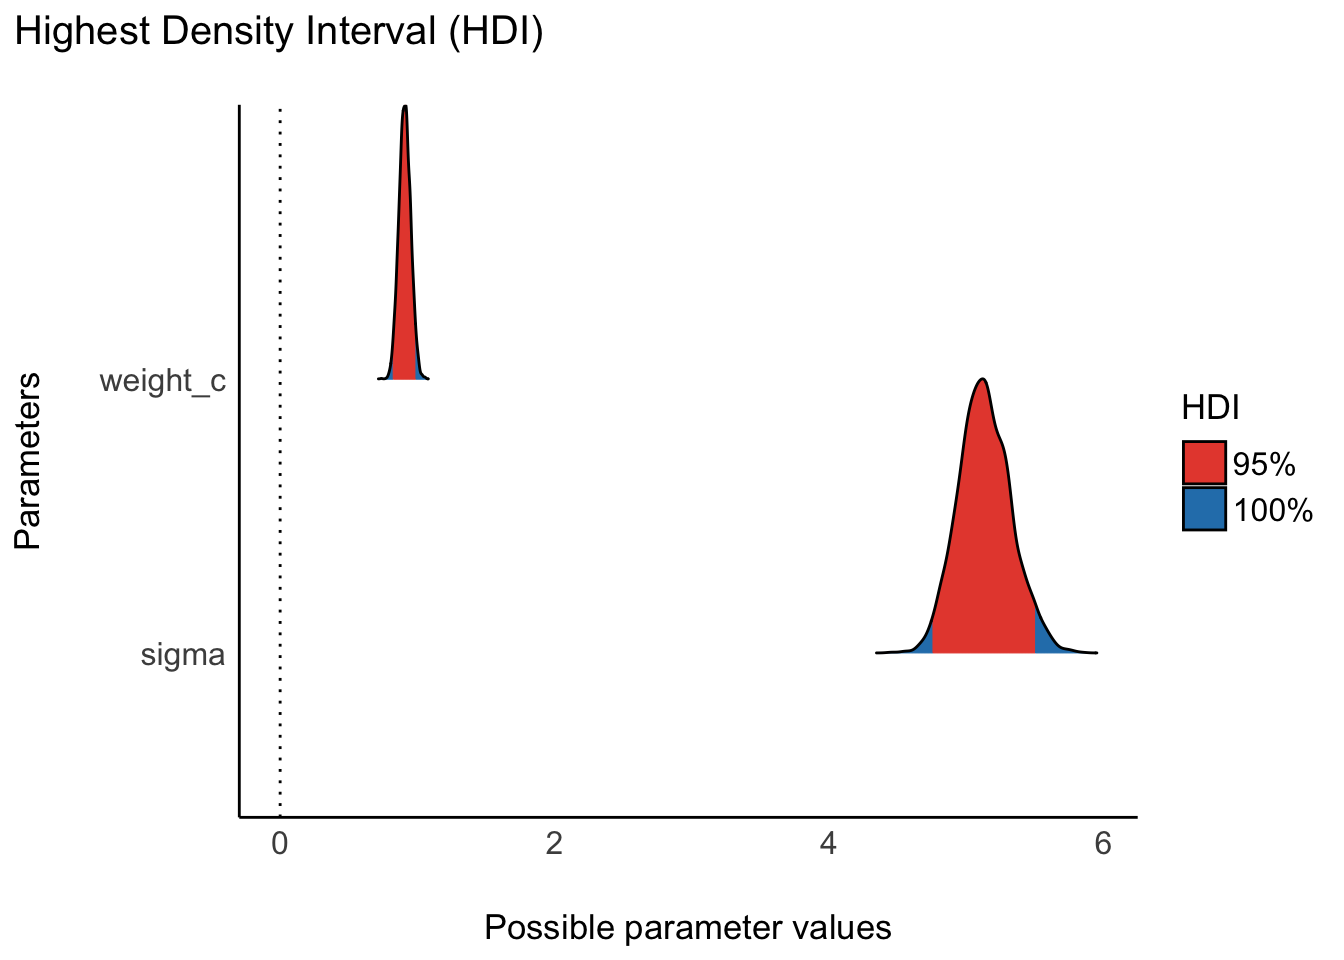 Highest Density Interval (HDI)
weight_c
sigma
Parameters
0 2 4 6
Possible parameter values
HDI
95%
100%